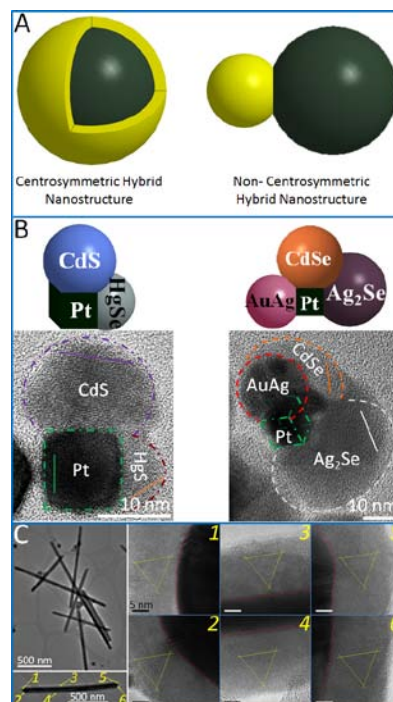 A
Centrosymmetric Hybrid
Nanostructure
Non- Centrosymmetric
Hybrid Nanostructure
B
CdS
Pt
HgSe
CdSe
AuAg
Pt
Ag₂Se
CdS
Pt
HgS
10 nm
CdSe
AuAg
Pt
Ag₂Se
10 nm
C
500 nm
1
3
5
500 nm
2
4
6
1
5 nm
3
2
4